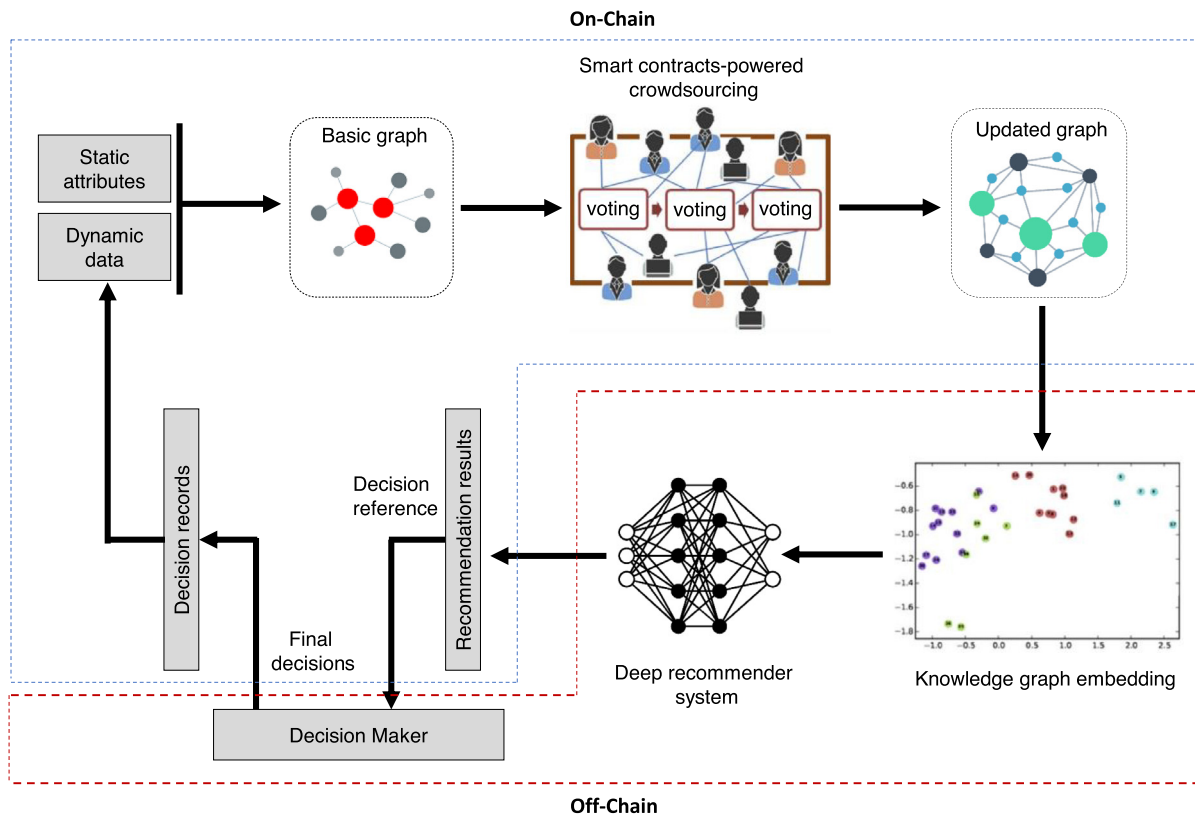 On-Chain
Smart contracts-powered
crowdsourcing
Static
attributes
Dynamic
data
Basic graph
voting
voting
voting
Updated graph
Decision records
Final
decisions
Decision
reference
Recommendation results
Deep recommender
system
−0.6
−0.8
−1.0
−1.2
−1.4
−1.6
−1.8
−1.0
−0.5
0.0
0.5
1.0
1.5
2.0
2.5
Knowledge graph embedding
Decision Maker
Off-Chain